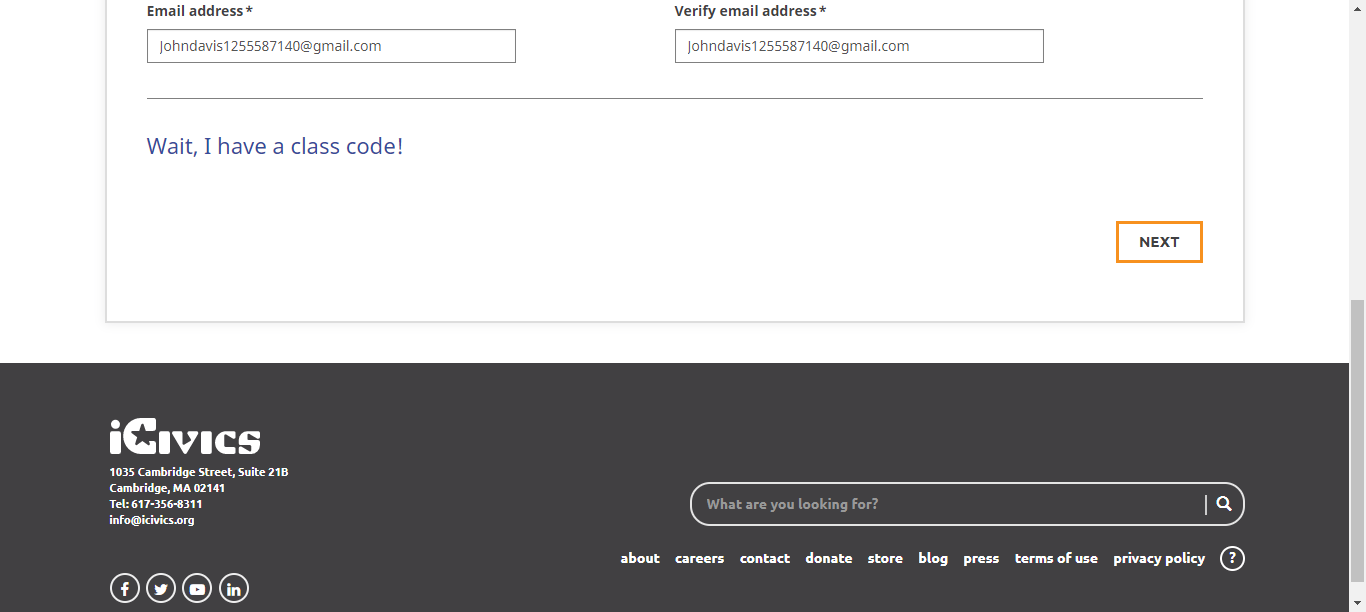 Email address* Verify email address*
Johndavis1255587140@gmail.com Johndavis1255587140@gmail.com
Wait, I have a class code!
NEXT
iCivics
1035 Cambridge Street, Suite 21B
Cambridge, MA 02141
Tel: 617-356-8311
info@icivics.org
What are you looking for?
about careers contact donate store blog press terms of use privacy policy ?